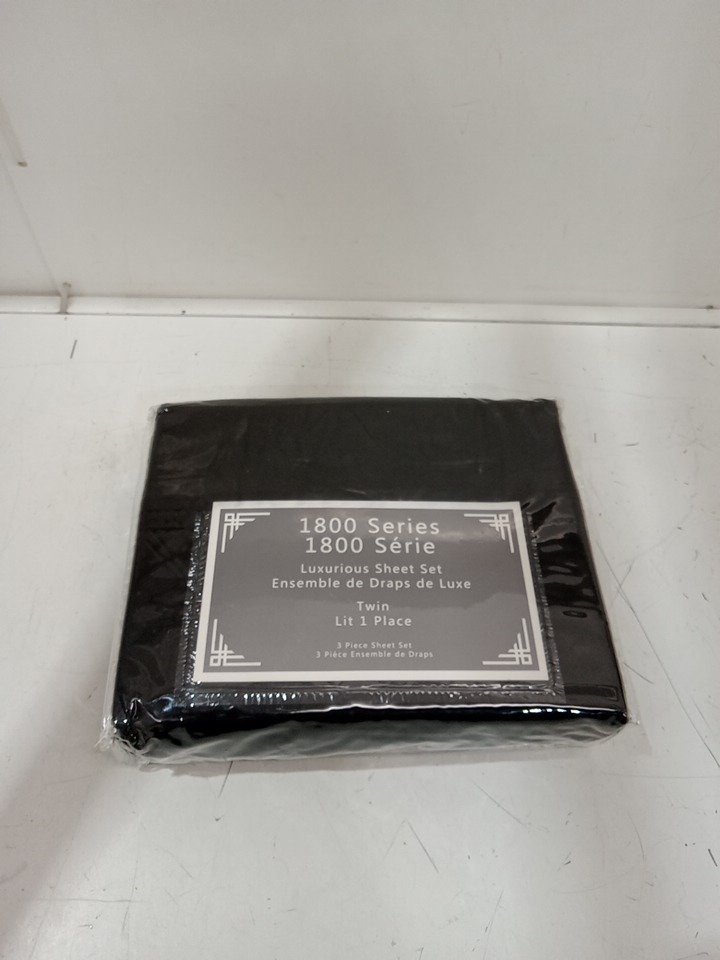 1800 Series
1800 Série
Luxurious Sheet Set
Ensemble de Draps de Luxe
Twin
Lit 1 Place
3 Piece Sheet Set
3 Pièce Ensemble de Draps